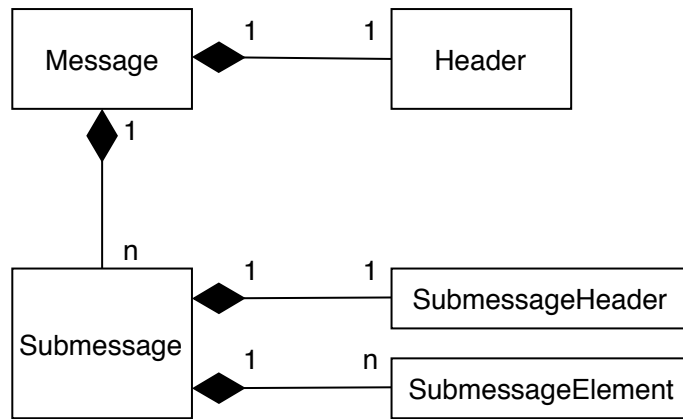 1 1
Message Header
1
n
1 1
SubmessageHeader
Submessage
1 n
SubmessageElement